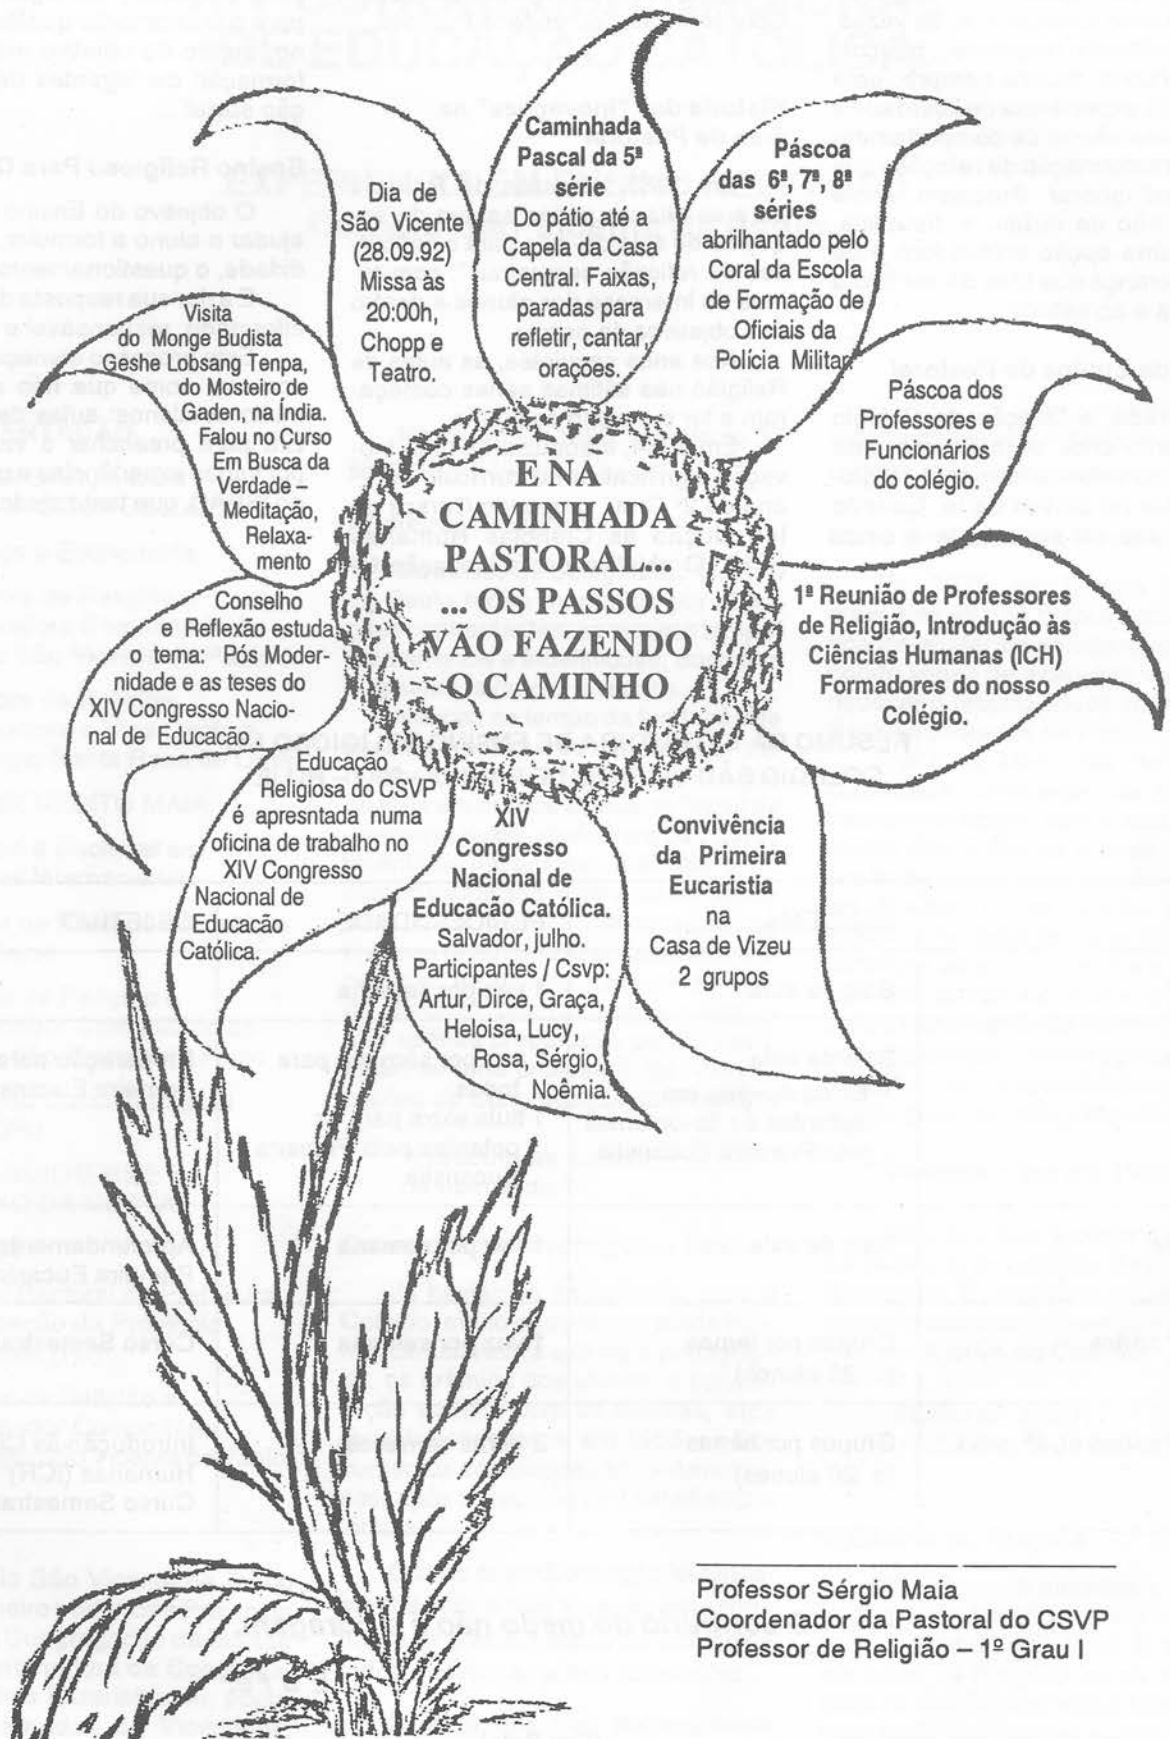 E NA
CAMINHADA
PASTORAL...
... OS PASSOS
VÃO FAZENDO
O CAMINHO
Caminhada
Pascal da 5ª
série
Do pátio até a
Capela da Casa
Central. Faixas,
paradas para
refletir, cantar,
orações.
Páscoa
das 6ª, 7ª, 8ª
séries
abrilhantado pelo
Coral da Escola
de Formação de
Oficiais da
Polícia Militar.
Páscoa dos
Professores e
Funcionários
do colégio.
1ª Reunião de Professores
de Religião, Introdução às
Ciências Humanas (ICH)
Formadores do nosso
Colégio.
Convivência
da Primeira
Eucaristia
na
Casa de Vizeu
2 grupos
XIV
Congresso
Nacional de
Educação Católica.
Salvador, julho.
Participantes / Csvp:
Artur, Dirce, Graça,
Heloisa, Lucy,
Rosa, Sérgio,
Noêmia.
Educação
Religiosa do CSVP
é apresntada numa
oficina de trabalho no
XIV Congresso
Nacional de
Educacão
Católica.
Conselho
e Reflexão estuda
o tema: Pós Moder-
nidade e as teses do
XIV Congresso Nacio-
nal de Educacão
Visita
do Monge Budista
Geshe Lobsang Tenpa,
do Mosteiro de
Gaden, na Índia.
Falou no Curso
Em Busca da
Verdade –
Meditação,
Relaxa-
mento
Dia de
São Vicente
(28.09.92)
Missa às
20:00h,
Chopp e
Teatro.
Professor Sérgio Maia
Coordenador da Pastoral do CSVP
Professor de Religião – 1º Grau I